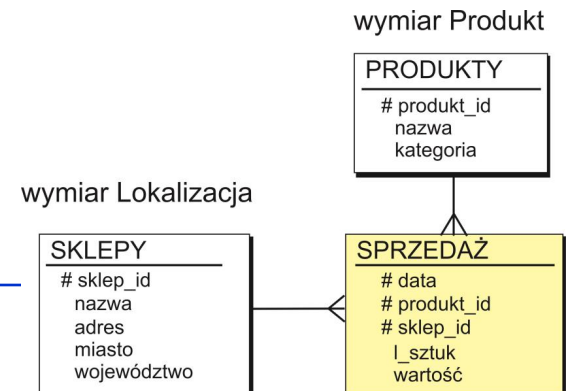 wymiar Produkt
PRODUKTY
# produkt_id
nazwa
kategoria
wymiar Lokalizacja
SKLEPY
# sklep_id
nazwa
adres
miasto
województwo
SPRZEDAŻ
# data
# produkt_id
# sklep_id
l_sztuk
wartość